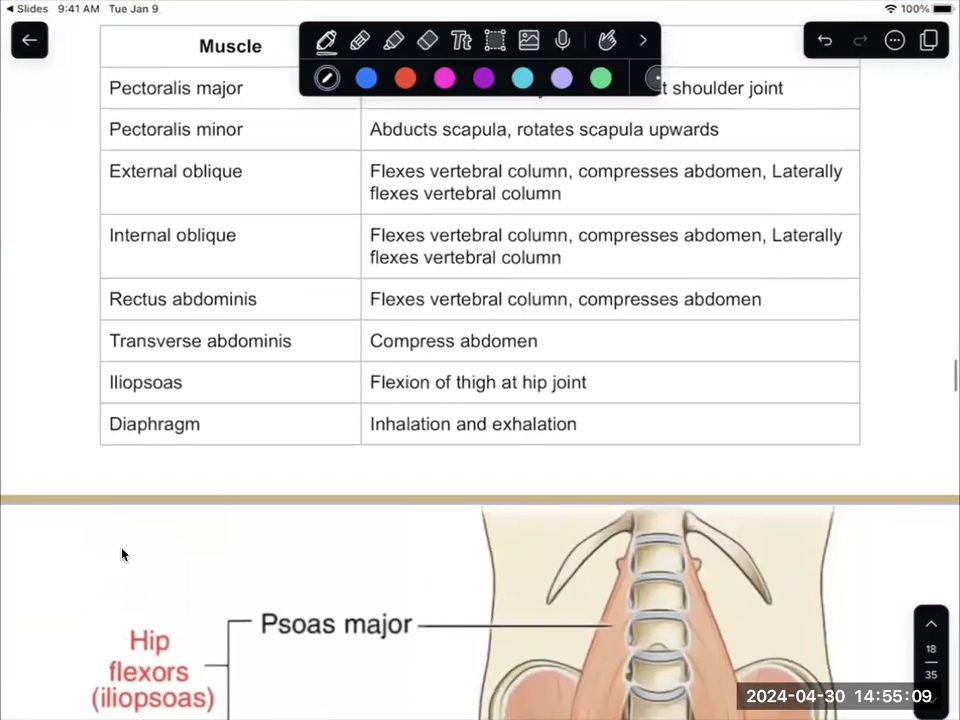 Slides 9:41 AM Tue Jan 9 100%
Muscle
Tt
Pectoralis major shoulder joint
Pectoralis minor Abducts scapula, rotates scapula upwards
External oblique Flexes vertebral column, compresses abdomen, Laterally
flexes vertebral column
Internal oblique Flexes vertebral column, compresses abdomen, Laterally
flexes vertebral column
Rectus abdominis Flexes vertebral column, compresses abdomen
Transverse abdominis Compress abdomen
Iliopsoas Flexion of thigh at hip joint
Diaphragm Inhalation and exhalation
Psoas major
Hip
flexors
(iliopsoas)
18
35
2024-04-30 14:55:09